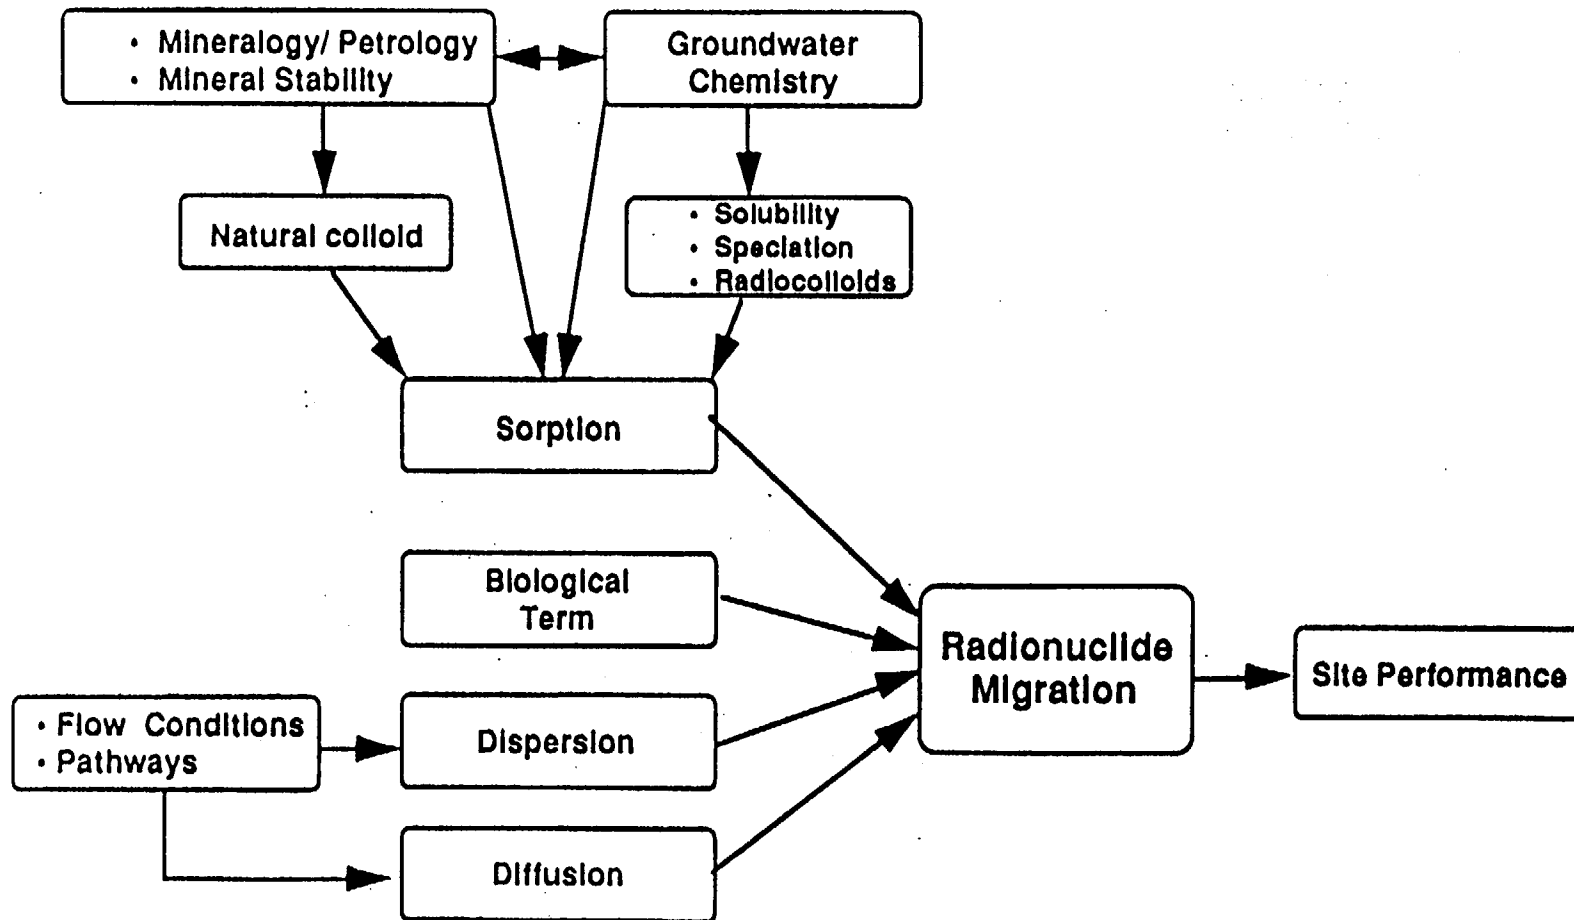 • Mineralogy/ Petrology
• Mineral Stability
Groundwater
Chemistry
Natural colloid
• Solubility
• Speciation
• Radiocolloids
Sorption
Biological
Term
• Flow Conditions
• Pathways
Dispersion
Diffusion
Radionuclide
Migration
Site Performance